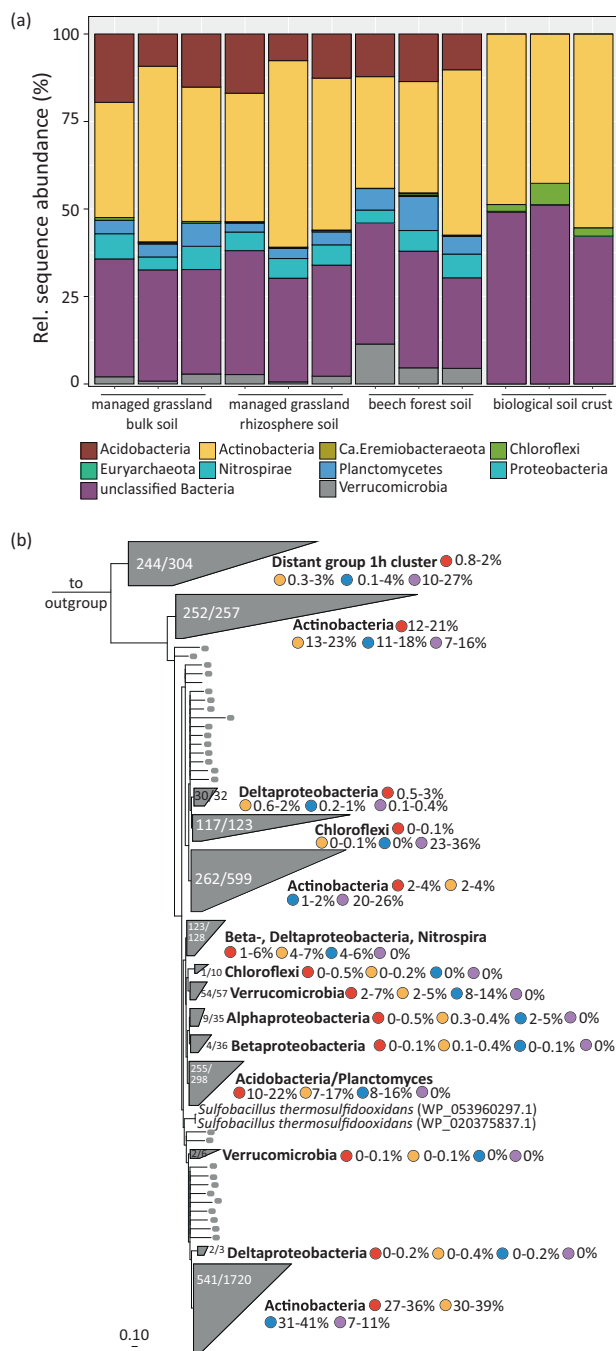 (a)
Rel. sequence abundance (%)
100
75
50
25
0
managed grassland
bulk soil
managed grassland
rhizosphere soil
beech forest soil
biological soil crust
Acidobacteria
Actinobacteria
Ca.Eremiobacteraeota
Chloroflexi
Euryarchaeota
Nitrospirae
Planctomycetes
Proteobacteria
unclassified Bacteria
Verrucomicrobia
(b)
to
outgroup
244/304
Distant group 1h cluster 0.8-2%
0.3-3% 0.1-4% 10-27%
252/257
Actinobacteria 12-21%
13-23% 11-18% 7-16%
30/32
Deltaproteobacteria 0.5-3%
0.6-2% 0.2-1% 0.1-0.4%
117/123
Chloroflexi 0-0.1%
0-0.1% 0% 23-36%
262/599
Actinobacteria 2-4% 2-4%
1-2% 20-26%
123/
128
Beta-, Deltaproteobacteria, Nitrospira
1-6% 4-7% 4-6% 0%
1/10 Chloroflexi 0-0.5% 0-0.2% 0% 0%
54/57 Verrucomicrobia 2-7% 2-5% 8-14% 0%
9/35 Alphaproteobacteria 0-0.5% 0.3-0.4% 2-5% 0%
4/36 Betaproteobacteria 0-0.1% 0.1-0.4% 0-0.1% 0%
255/
298
Acidobacteria/Planctomyces
10-22% 7-17% 8-16% 0%
Sulfobacillus thermosulfidooxidans (WP_053960297.1)
Sulfobacillus thermosulfidooxidans (WP_020375837.1)
2/6 Verrucomicrobia 0-0.1% 0-0.1% 0% 0%
2/3 Deltaproteobacteria 0-0.2% 0-0.4% 0-0.2% 0%
541/1720
Actinobacteria 27-36% 30-39%
31-41% 7-11%
0.10